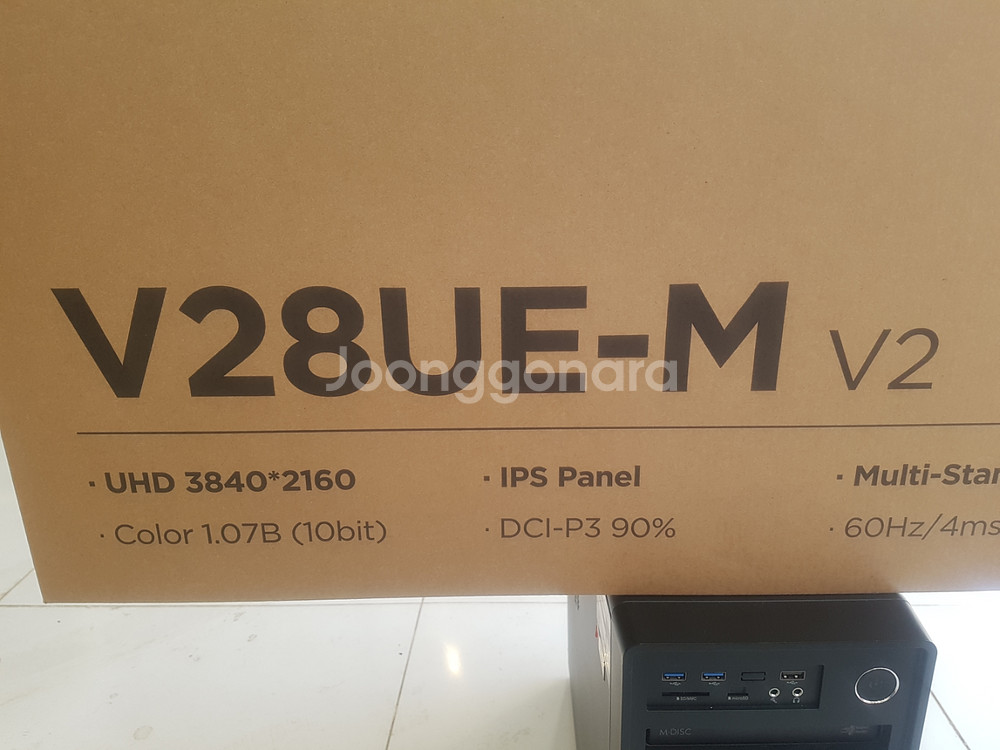 V28UE-M V2
Joonggonara
· UHD 3840*2160 · IPS Panel · Multi-Stan
· Color 1.07B (10bit) · DCI-P3 90% · 60Hz/4ms
M DISC